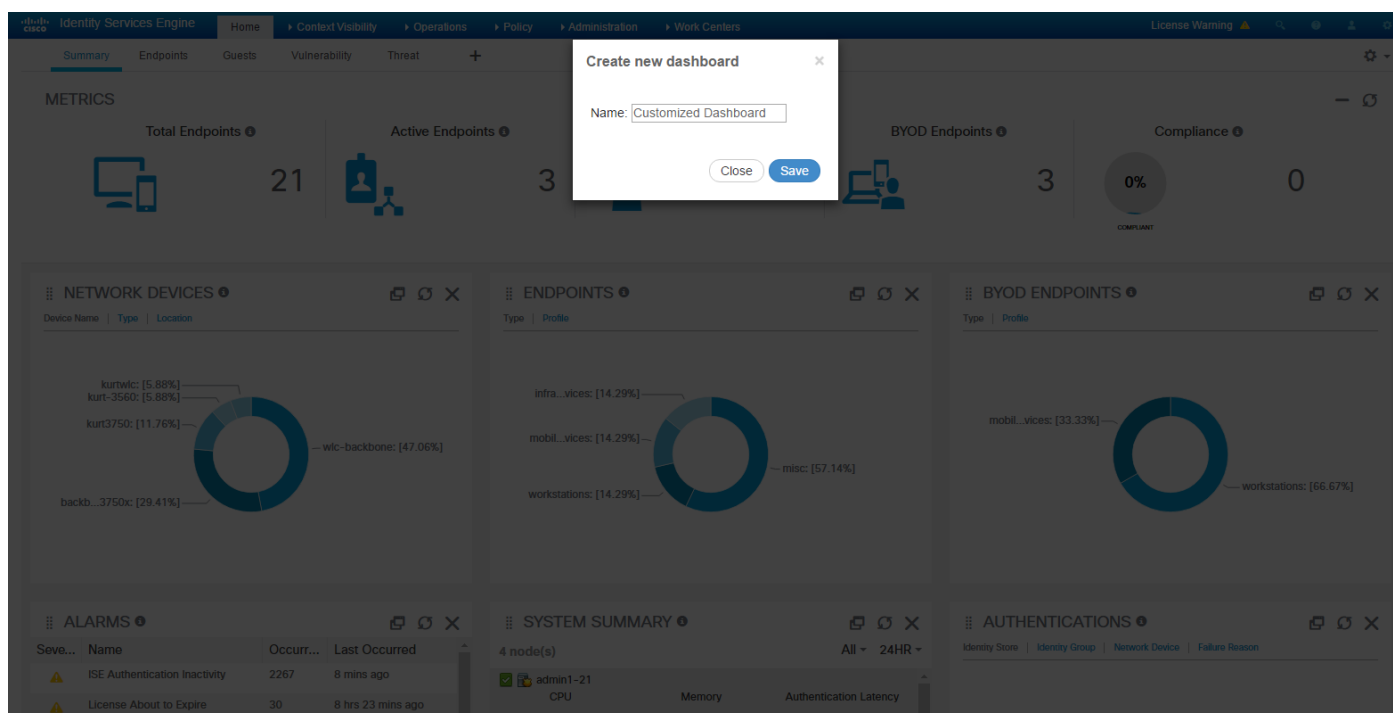 cisco Identity Services Engine Home Context Visibility Operations Policy Administration Work Centers License Warning
Summary Endpoints Guests Vulnerability Threat +
Create new dashboard ×
Name: Customized Dashboard
Close Save
METRICS
Total Endpoints Active Endpoints BYOD Endpoints Compliance
21 3 3 0% 0
COMPLIANT
NETWORK DEVICES
Device Name | Type | Location
kurtwlc: [5.88%]
kurt-3560: [5.88%]
kurt3750: [11.76%]
wlc-backbone: [47.06%]
backb...3750x: [29.41%]
ENDPOINTS
Type | Profile
infra...vices: [14.29%]
mobil...vices: [14.29%]
misc: [57.14%]
workstations: [14.29%]
BYOD ENDPOINTS
Type | Profile
mobil...vices: [33.33%]
workstations: [66.67%]
ALARMS
Seve... Name Occurr... Last Occurred
ISE Authentication Inactivity 2267 8 mins ago
License About to Expire 30 8 hrs 23 mins ago
SYSTEM SUMMARY
4 node(s) All 24HR
admin1-21
CPU Memory Authentication Latency
AUTHENTICATIONS
Identity Store | Identity Group | Network Device | Failure Reason